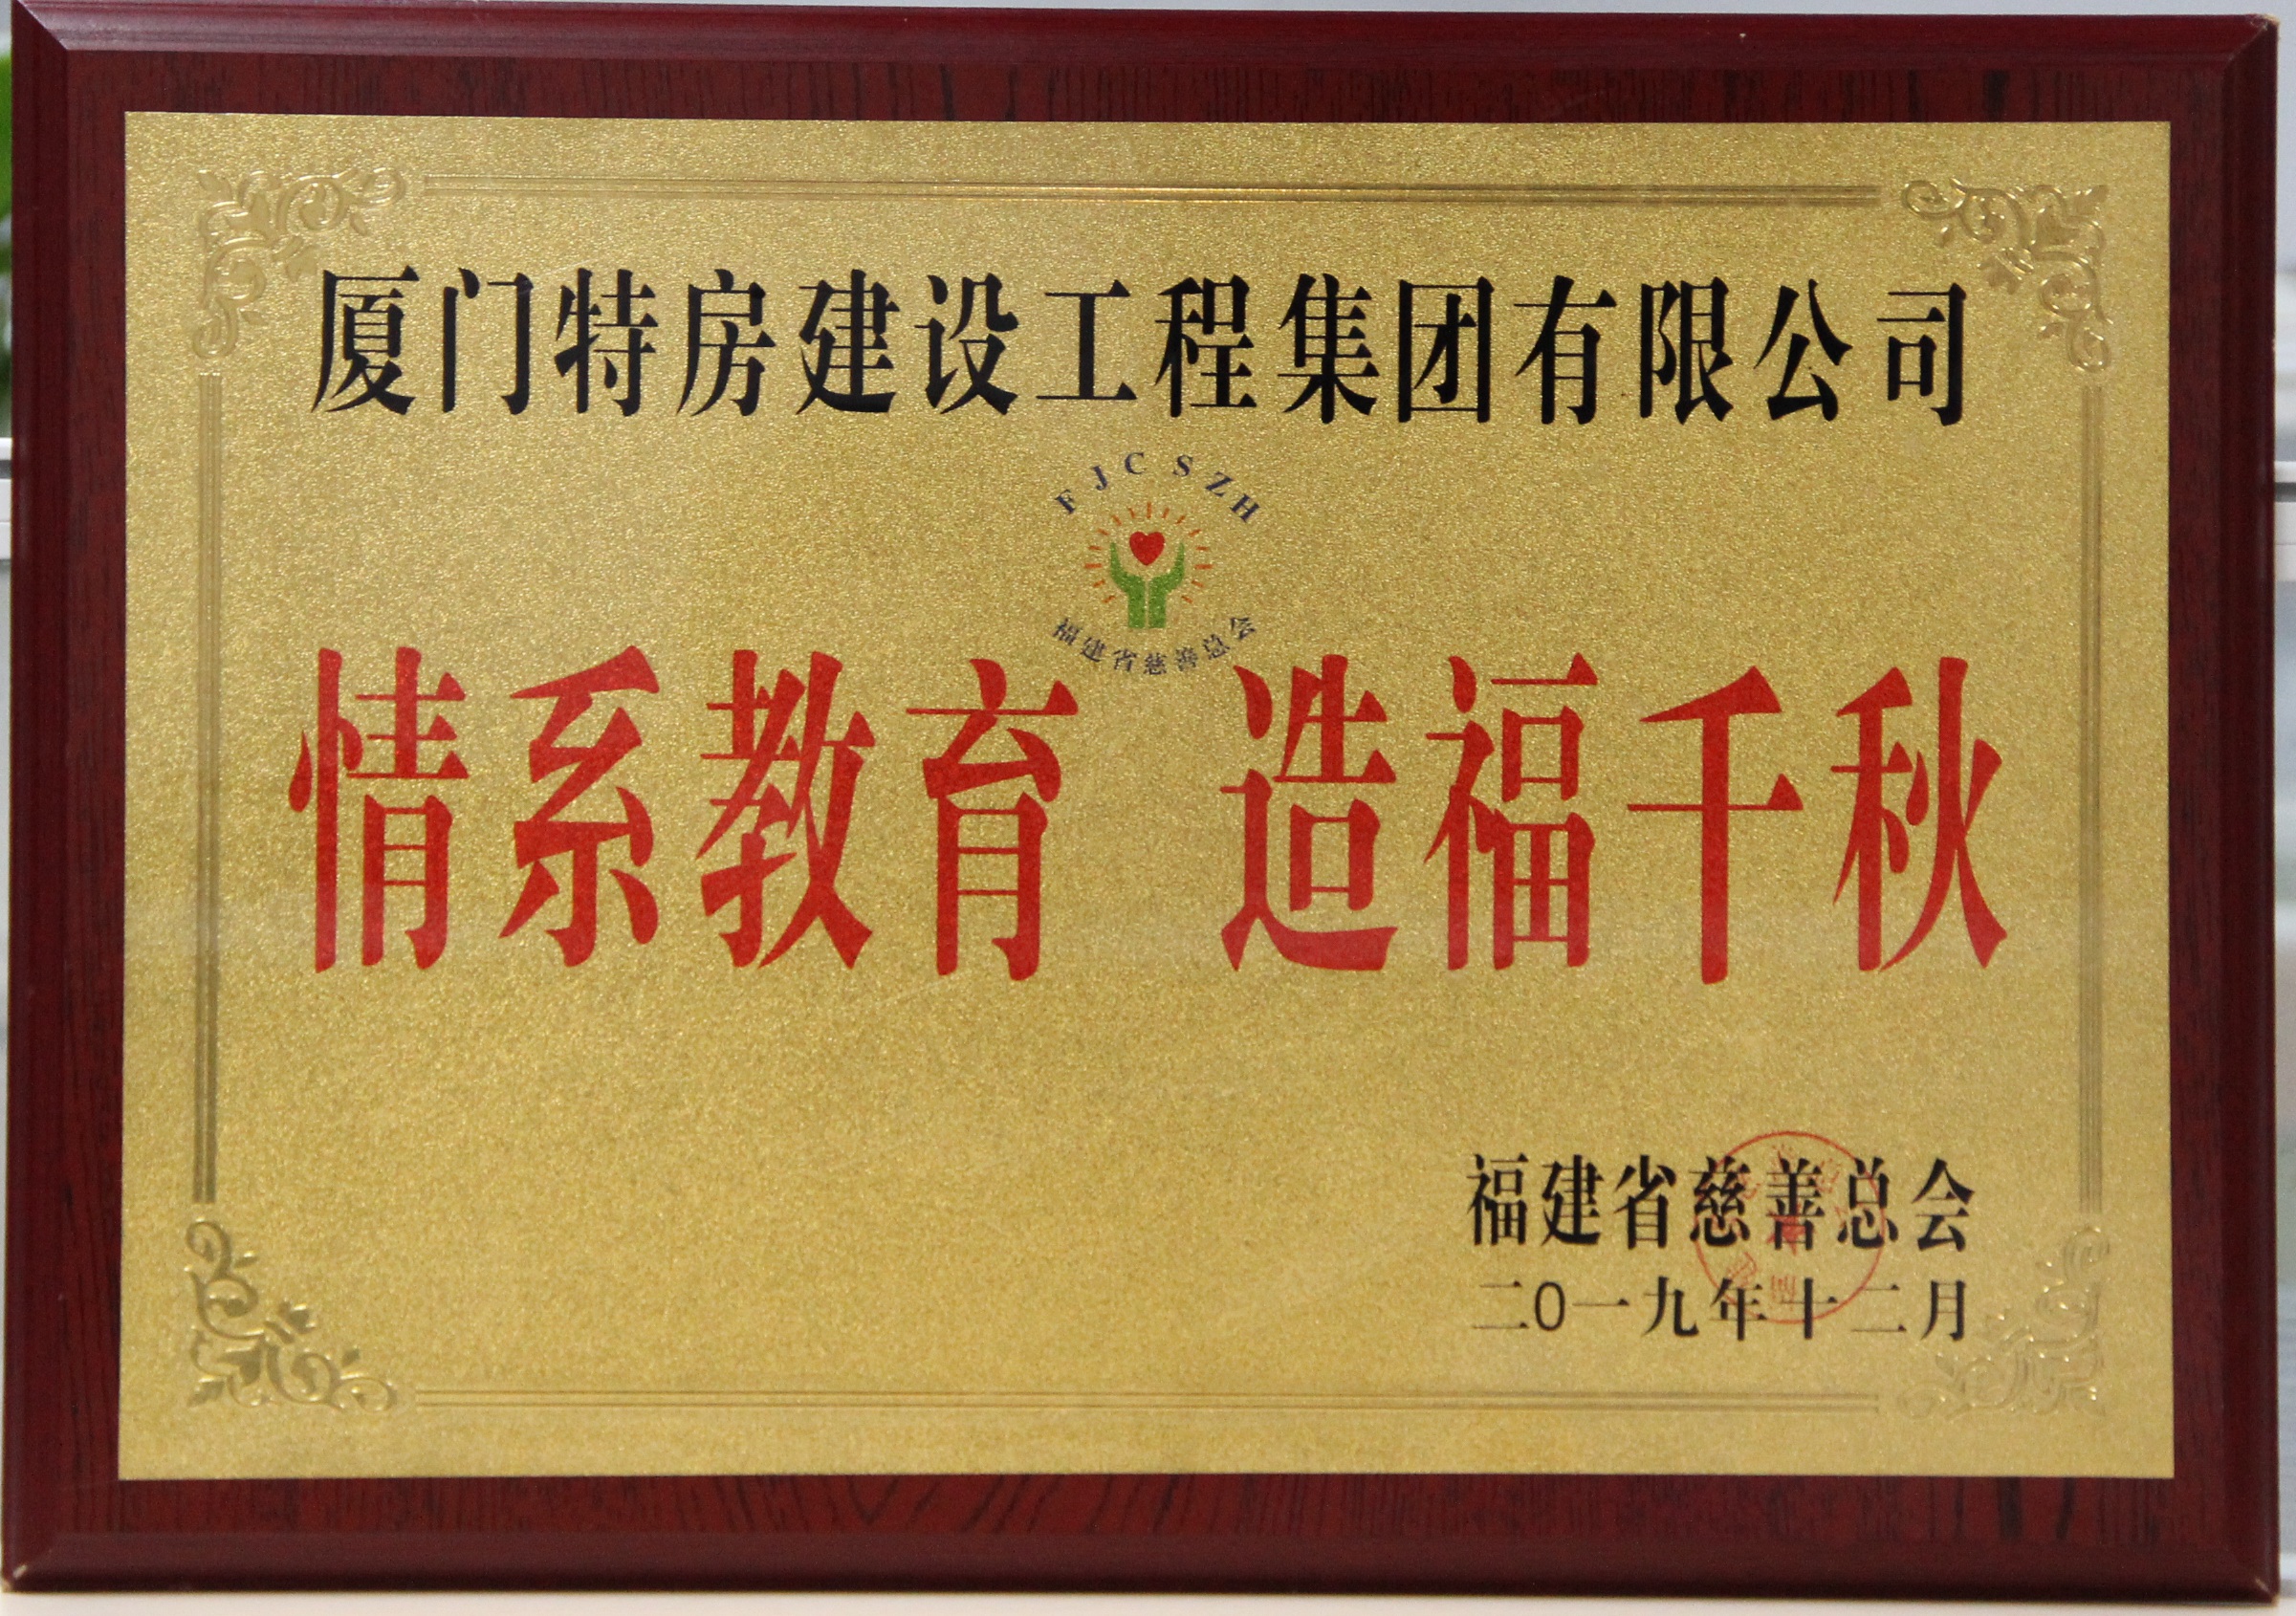 厦门特房建设工程集团有限公司
FJCSZH
福建省慈善总会
情系教育 造福千秋
福建省慈善总会
二0一九年十二月